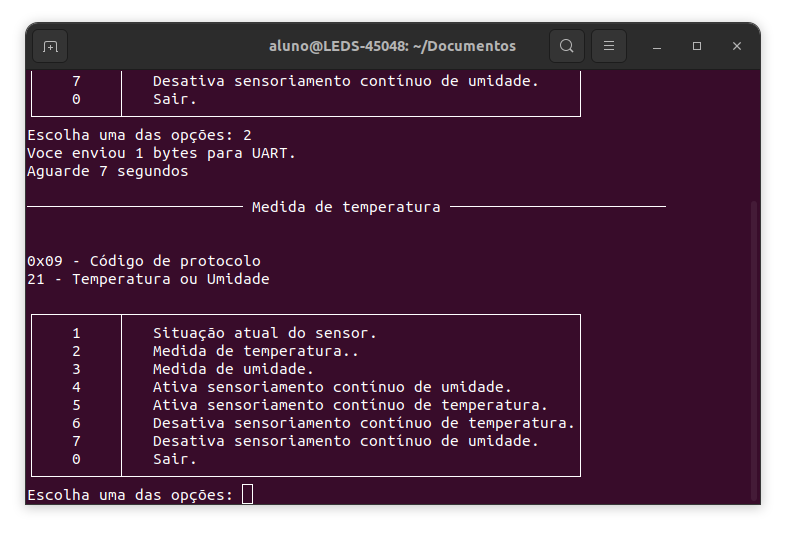 aluno@LEDS-45048: ~/Documentos
7 Desativa sensoriamento contínuo de umidade.
0 Sair.
Escolha uma das opções: 2
Voce enviou 1 bytes para UART.
Aguarde 7 segundos
Medida de temperatura
0x09 - Código de protocolo
21 - Temperatura ou Umidade
1 Situação atual do sensor.
2 Medida de temperatura..
3 Medida de umidade.
4 Ativa sensoriamento contínuo de umidade.
5 Ativa sensoriamento contínuo de temperatura.
6 Desativa sensoriamento contínuo de temperatura.
7 Desativa sensoriamento contínuo de umidade.
0 Sair.
Escolha uma das opções: